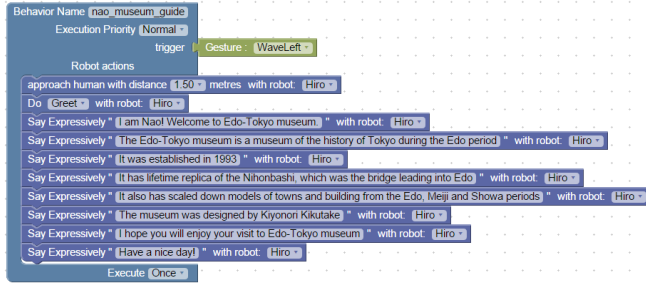 Behavior Name nao_museum_guide
Execution Priority Normal
trigger Gesture : WaveLeft
Robot actions
approach human with distance 1.50 metres with robot: Hiro
Do Greet with robot: Hiro
Say Expressively " I am Nao! Welcome to Edo-Tokyo museum. " with robot: Hiro
Say Expressively " The Edo-Tokyo museum is a museum of the history of Tokyo during the Edo period " with robot: Hiro
Say Expressively " It was established in 1993 " with robot: Hiro
Say Expressively " It has lifetime replica of the Nihonbashi, which was the bridge leading into Edo " with robot: Hiro
Say Expressively " It also has scaled down models of towns and building from the Edo, Meiji and Showa periods " with robot: Hiro
Say Expressively " The museum was designed by Kiyonori Kikutake " with robot: Hiro
Say Expressively " I hope you will enjoy your visit to Edo-Tokyo museum " with robot: Hiro
Say Expressively " Have a nice day! " with robot: Hiro
Execute Once